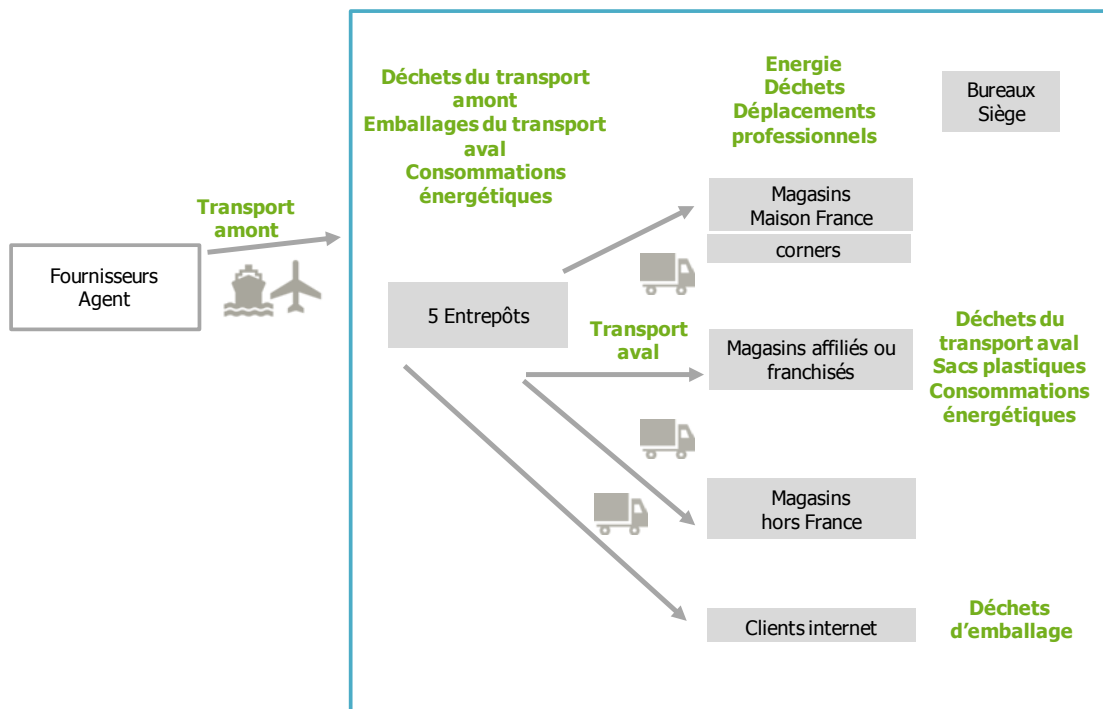 Energie
Déchets
Déplacements
professionnels
Bureaux
Siège
Déchets du transport
amont
Emballages du transport
aval
Consommations
énergétiques
Transport
amont
Fournisseurs
Agent
5 Entrepôts
Magasins
Maison France
corners
Transport
aval
Magasins affiliés ou
franchisés
Déchets du
transport aval
Sacs plastiques
Consommations
énergétiques
Magasins
hors France
Clients internet
Déchets
d’emballage